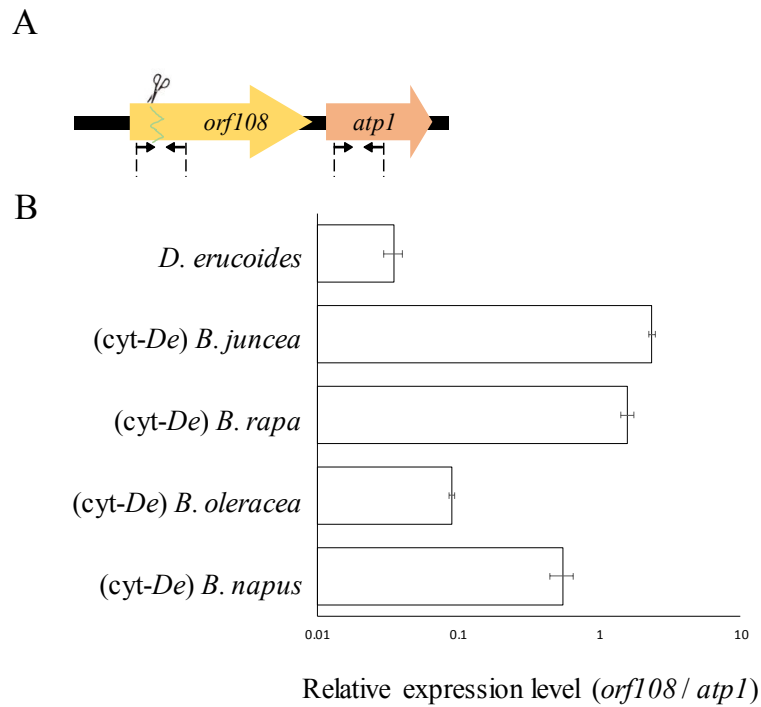 A
orf108 atp1
B
D. erucoides
(cyt-De) B. juncea
(cyt-De) B. rapa
(cyt-De) B. oleracea
(cyt-De) B. napus
0.01 0.1 1 10
Relative expression level (orf108 / atp1)